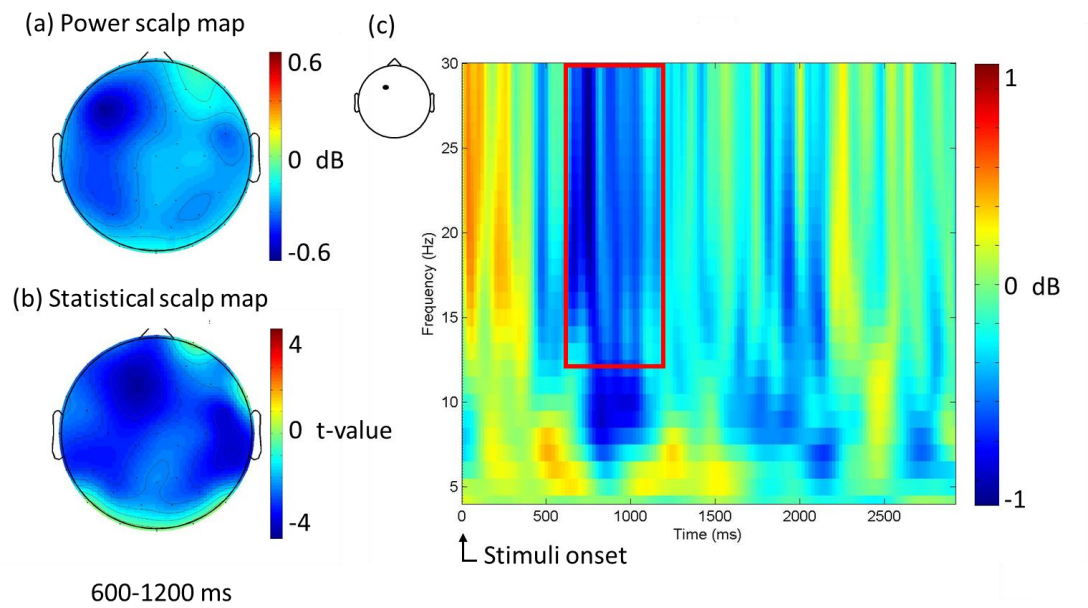 (a) Power scalp map
0.6
0 dB
-0.6
(b) Statistical scalp map
4
0 t-value
-4
600-1200 ms
(c)
30
25
20
15
10
5
Frequency (Hz)
0 500 1000 1500 2000 2500
Time (ms)
Stimuli onset
1
0 dB
-1